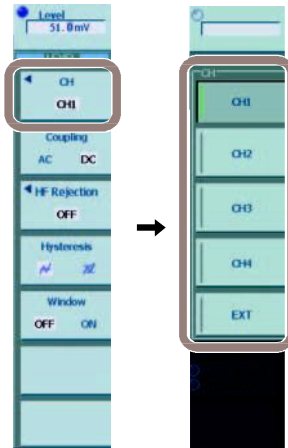 Level
51.0mV
CH
CH1
Coupling
AC DC
HF Rejection
OFF
Hysteresis
Window
OFF ON
CH
CH1
CH2
CH3
CH4
EXT